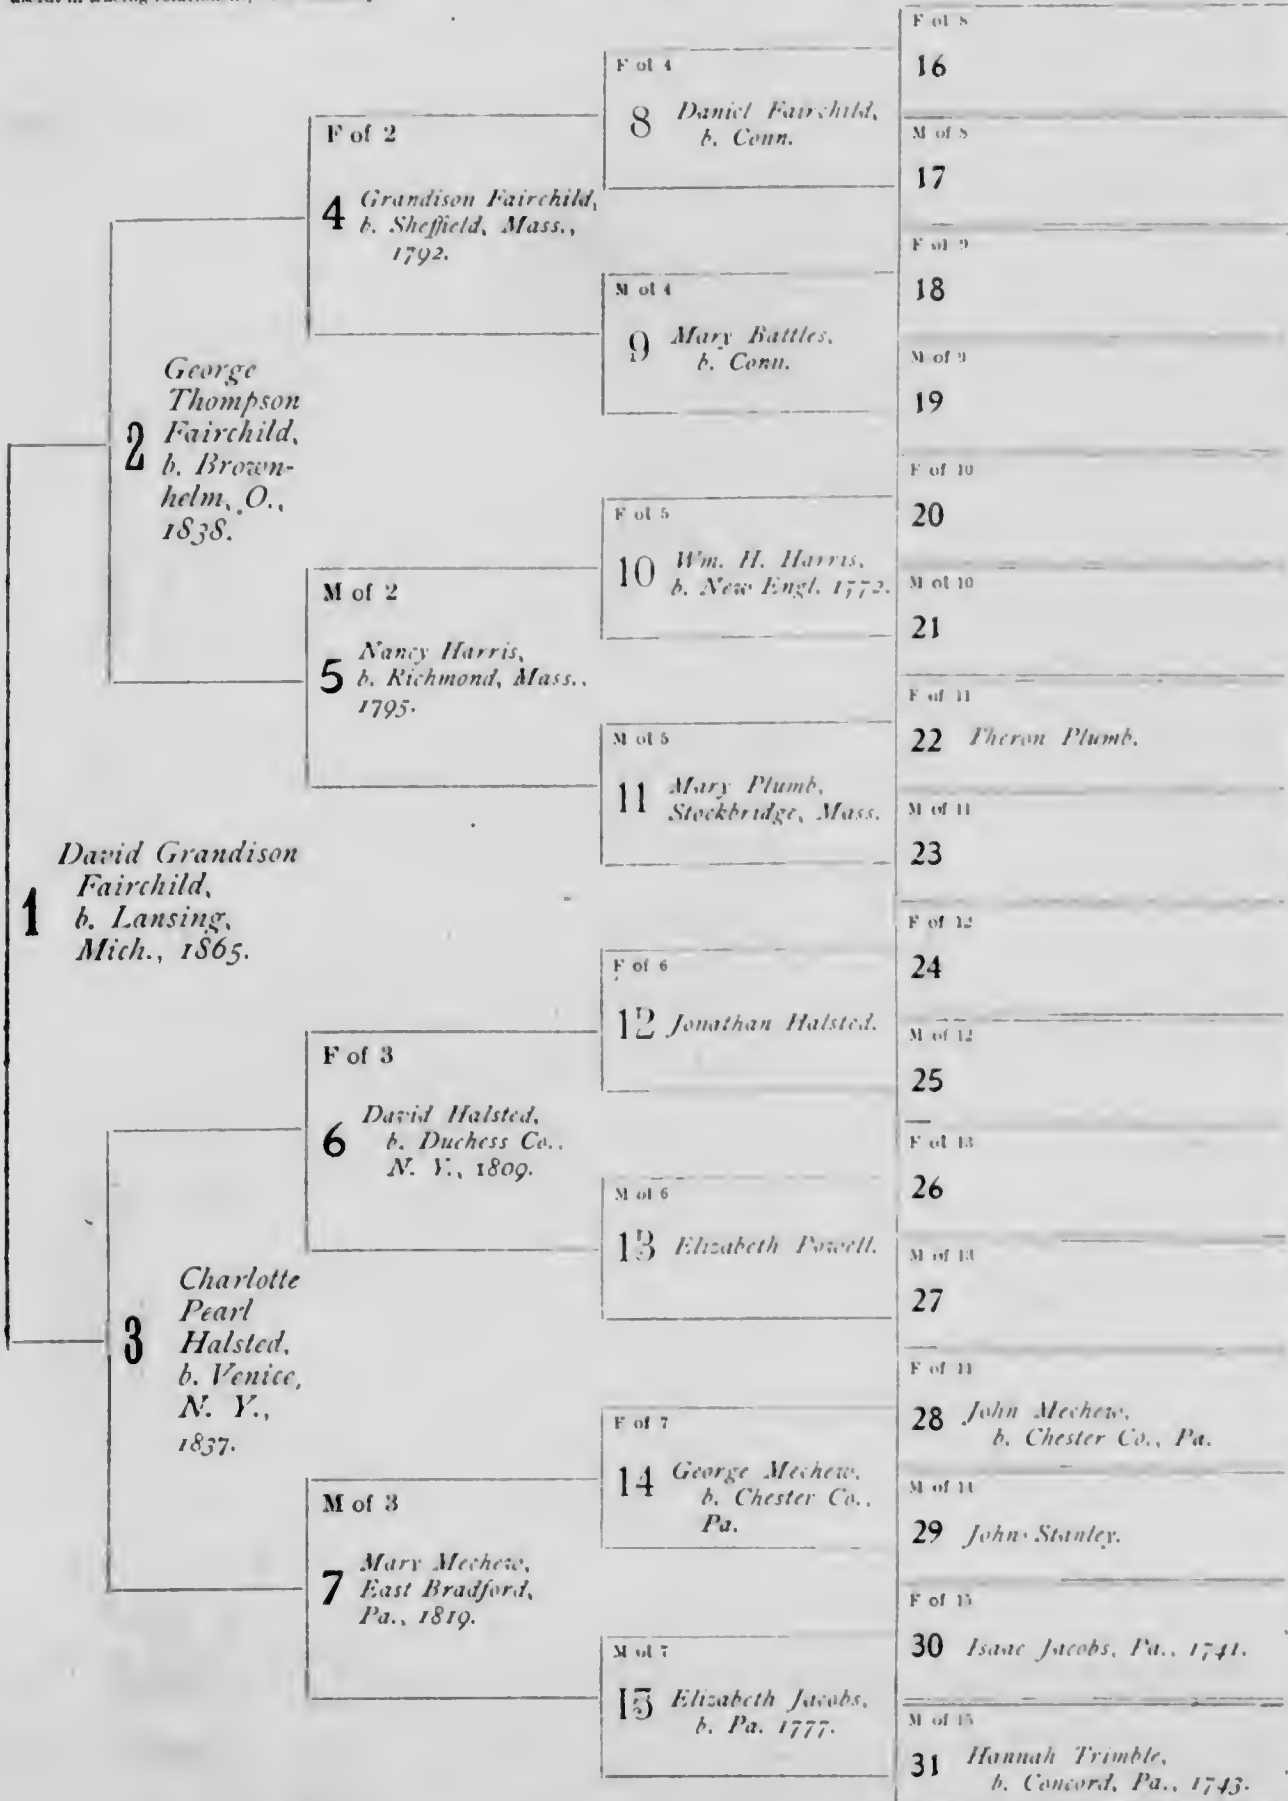 1 David Grandison
Fairchild,
b. Lansing,
Mich., 1865.
2 George
Thompson
Fairchild,
b. Brown-
helm, O.,
1838.
3 Charlotte
Pearl
Halsted,
b. Venice,
N. Y.,
1837.
F of 2
4 Grandison Fairchild,
b. Sheffield, Mass.,
1792.
M of 2
5 Nancy Harris,
b. Richmond, Mass.,
1795.
F of 3
6 David Halsted,
b. Duchess Co.,
N. Y., 1809.
M of 3
7 Mary Mechew,
East Bradford,
Pa., 1819.
F of 4
8 Daniel Fairchild,
b. Conn.
M of 4
9 Mary Battles,
b. Conn.
F of 5
10 Wm. H. Harris,
b. New Engl. 1772.
M of 5
11 Mary Plumb,
Stockbridge, Mass.
F of 6
12 Jonathan Halsted.
M of 6
13 Elizabeth Powell.
F of 7
14 George Mechew,
b. Chester Co.,
Pa.
M of 7
15 Elizabeth Jacobs,
b. Pa. 1777.
F of 8
16
M of 8
17
F of 9
18
M of 9
19
F of 10
20
M of 10
21
F of 11
22 Theron Plumb.
M of 11
23
F of 12
24
M of 12
25
F of 13
26
M of 13
27
F of 14
28 John Mechew,
b. Chester Co., Pa.
M of 14
29 John Stanley.
F of 15
30 Isaac Jacobs, Pa., 1741.
M of 15
31 Hannah Trimble,
b. Concord, Pa., 1743.